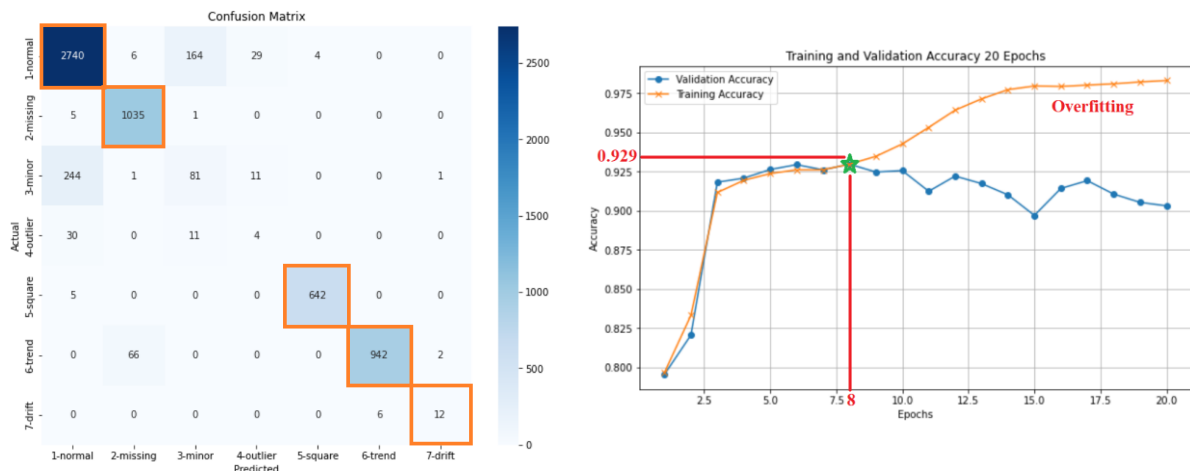 Confusion Matrix
1-normal 2740 6 164 29 4 0 0
2-missing 5 1035 1 0 0 0 0
3-minor 244 1 81 11 0 0 1
4-outlier 30 0 11 4 0 0 0
5-square 5 0 0 0 642 0 0
6-trend 0 66 0 0 0 942 2
7-drift 0 0 0 0 0 6 12
Actual
1-normal 2-missing 3-minor 4-outlier 5-square 6-trend 7-drift
Predicted
2500
2000
1500
1000
500
0
Training and Validation Accuracy 20 Epochs
Validation Accuracy
Training Accuracy
Overfitting
0.929
0.975
0.950
0.925
0.900
0.875
0.850
0.825
0.800
Accuracy
2.5 5.0 7.5 8 10.0 12.5 15.0 17.5 20.0
Epochs